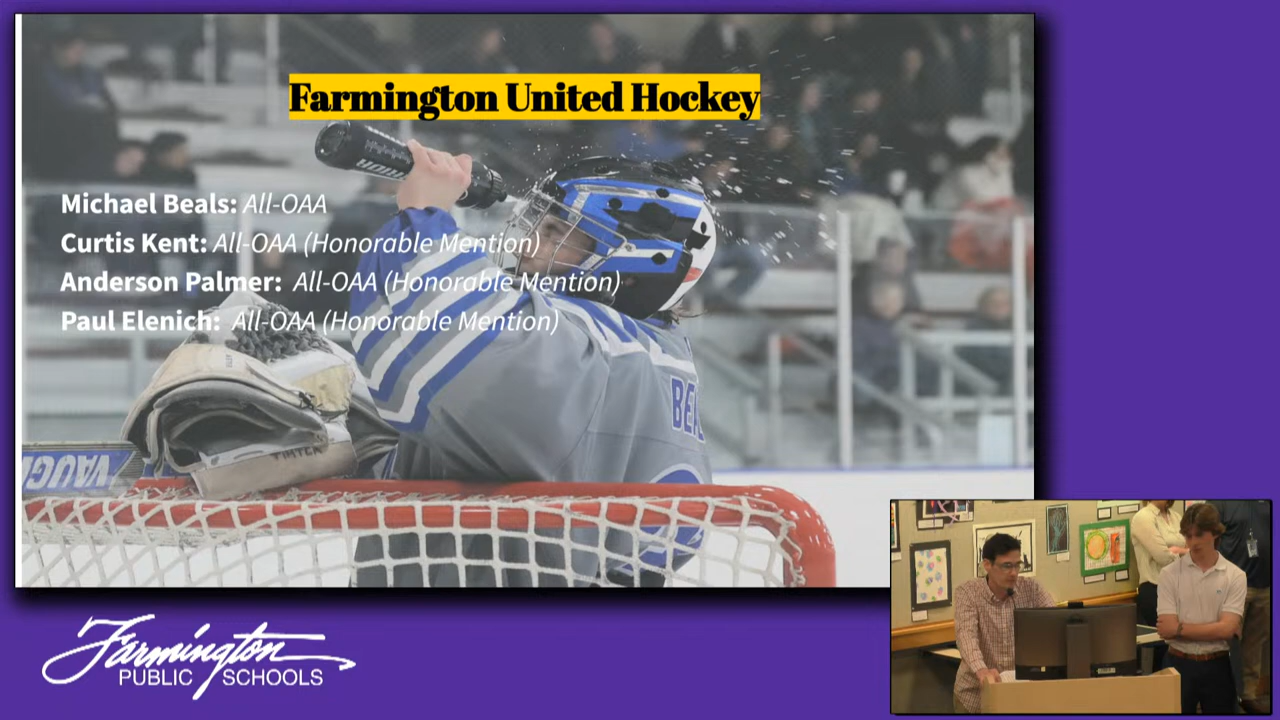 Farmington United Hockey
Michael Beals: All-OAA
Curtis Kent: All-OAA (Honorable Mention)
Anderson Palmer: All-OAA (Honorable Mention)
Paul Elenich: All-OAA (Honorable Mention)
VAUGH
Farmington
PUBLIC SCHOOLS